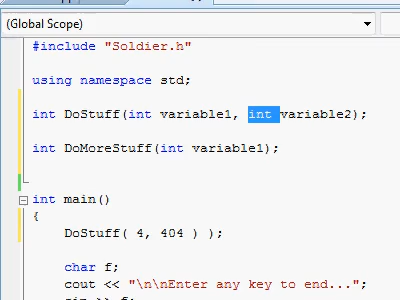 (Global Scope)
#include "Soldier.h"
using namespace std;
int DoStuff(int variable1, int variable2);
int DoMoreStuff(int variable1);
int main()
{
DoStuff( 4, 404 ) );
char f;
cout << "\n\nEnter any key to end...";
cin >> f;